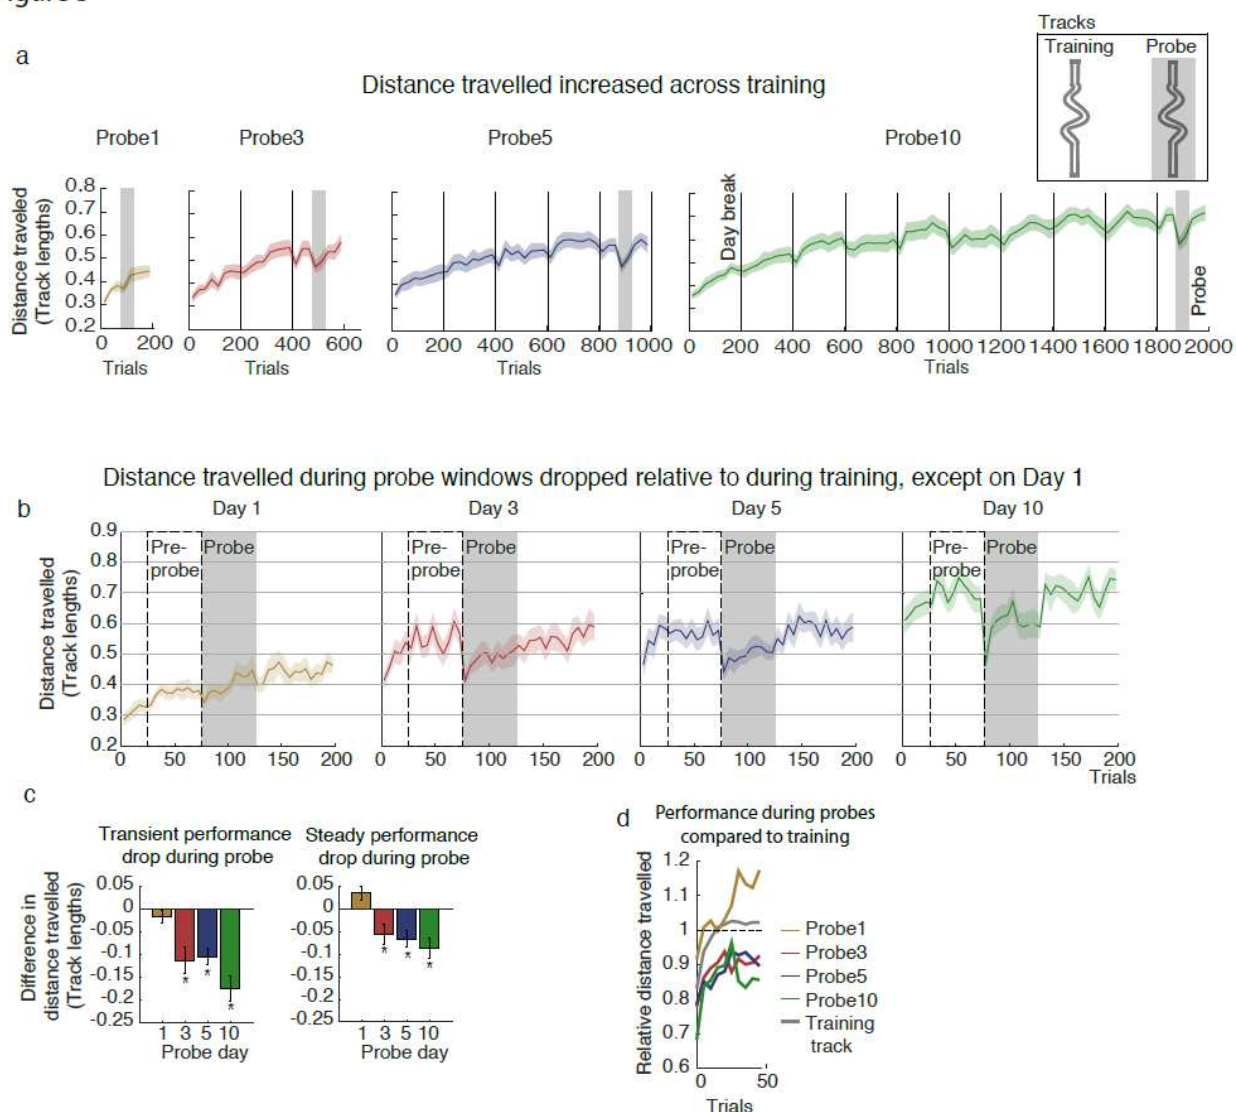 Tracks
Training Probe
a
Distance travelled increased across training
Probe1 Probe3 Probe5 Probe10
Distance traveled
(Track lengths)
0.8
0.7
0.6
0.5
0.4
0.3
0.2
Day break
Probe
0 200 0 200 400 600 0 200 400 600 800 1000 0 200 400 600 800 1000 1200 1400 1600 1800 2000
Trials Trials Trials Trials
Distance travelled during probe windows dropped relative to during training, except on Day 1
b
Day 1 Day 3 Day 5 Day 10
Distance travelled
(Track lengths)
0.9
0.8
0.7
0.6
0.5
0.4
0.3
0.2
Pre-
probe
Probe
Pre-
probe
Probe
Pre-
probe
Probe
Pre-
probe
Probe
0 50 100 150 200 0 50 100 150 200 0 50 100 150 200 0 50 100 150 200
Trials
c
Transient performance
drop during probe
Difference in
distance travelled
(Track lengths)
0.05
0
-0.05
-0.1
-0.15
-0.2
-0.25
* * *
1 3 5 10
Probe day
Steady performance
drop during probe
0.05
0
-0.05
-0.1
-0.15
-0.2
-0.25
* * *
1 3 5 10
Probe day
d
Performance during probes
compared to training
Relative distance travelled
1.2
1.1
1
0.9
0.8
0.7
0.6
0 50
Trials
Probe1
Probe3
Probe5
Probe10
Training
track